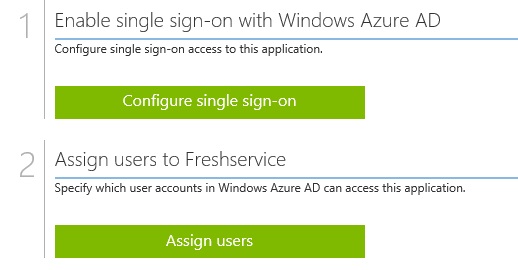 1
Enable single sign-on with Windows Azure AD
Configure single sign-on access to this application.
Configure single sign-on
2
Assign users to Freshservice
Specify which user accounts in Windows Azure AD can access this application.
Assign users